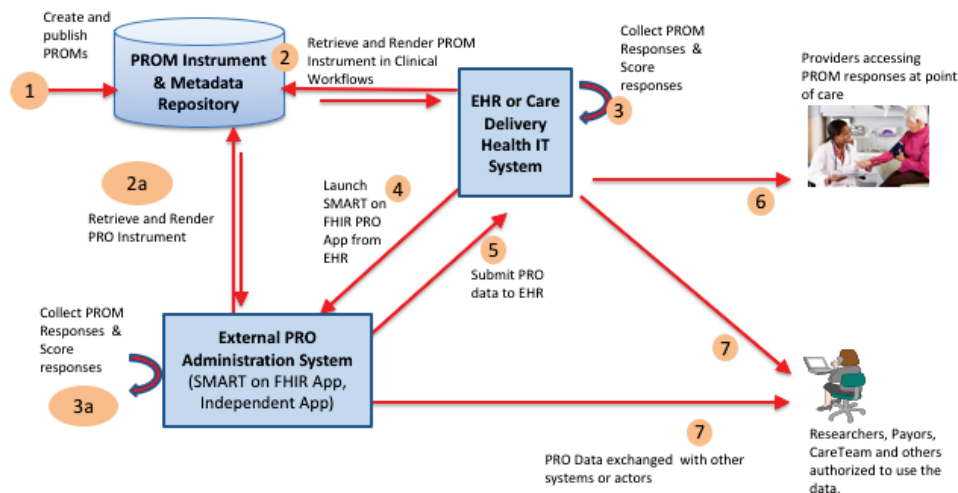 Create and
publish
PROMs
1
PROM Instrument
& Metadata
Repository
2
Retrieve and Render PROM
Instrument in Clinical
Workflows
EHR or Care
Delivery
Health IT
System
Collect PROM
Responses &
Score
responses
3
Providers accessing
PROM responses at point
of care
2a
Retrieve and Render
PRO Instrument
Launch
SMART on
FHIR PRO
App from
EHR
4
5
Submit PRO
data to EHR
6
Collect PROM
Responses &
Score
responses
3a
External PRO
Administration System
(SMART on FHIR App,
Independent App)
7
7
PRO Data exchanged with other
systems or actors
Researchers, Payors,
CareTeam and others
authorized to use the
data.